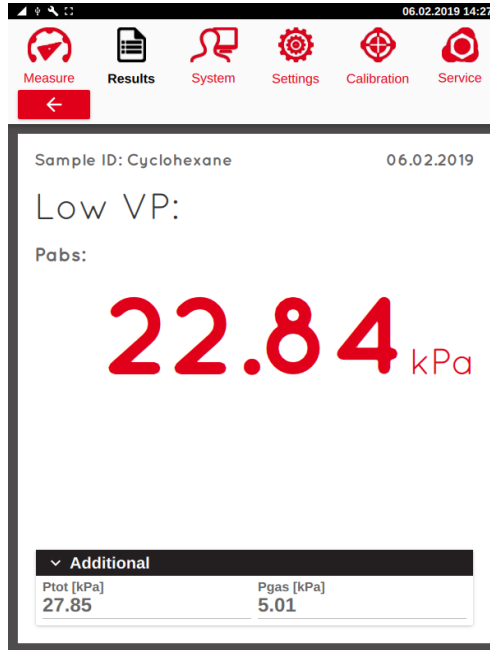 06.02.2019 14:27
Measure Results System Settings Calibration Service
Sample ID: Cyclohexane 06.02.2019
Low VP:
Pabs:
22.84 kPa
Additional
Ptot [kPa] Pgas [kPa]
27.85 5.01